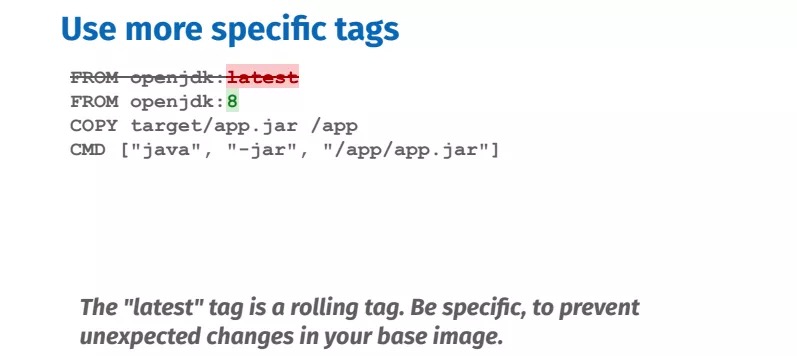 Use more specific tags
FROM openjdk:latest
FROM openjdk:8
COPY target/app.jar /app
CMD ["java", "-jar", "/app/app.jar"]
The "latest" tag is a rolling tag. Be specific, to prevent
unexpected changes in your base image.